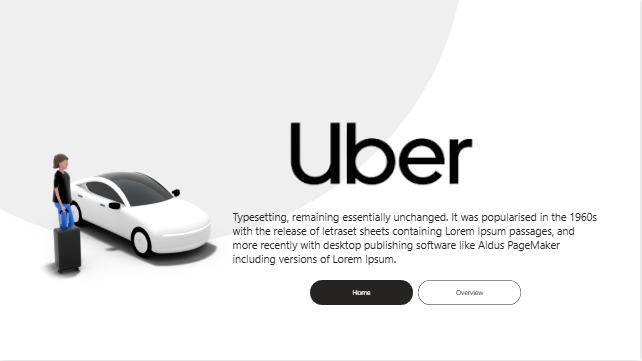 Uber
Typesetting, remaining essentially unchanged. It was popularised in the 1960s
with the release of letraset sheets containing Lorem Ipsum passages, and
more recently with desktop publishing software like Aldus PageMaker
including versions of Lorem Ipsum.
Home
Overview